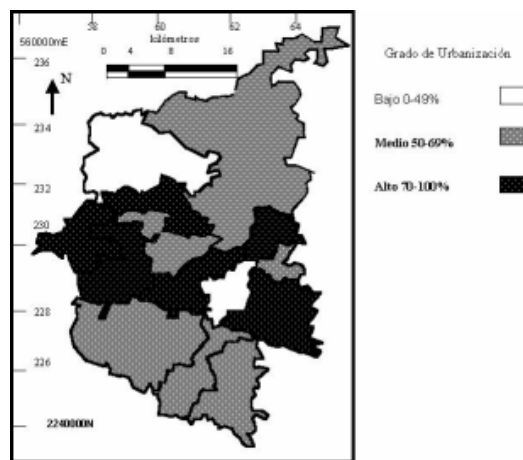 58 60 62 64
560000mE
kilómetros
0 4 8 16
236
N
234
232
230
228
226
2240000N
Grado de Urbanización
Bajo 0-49%
Medio 50-69%
Alto 70-100%